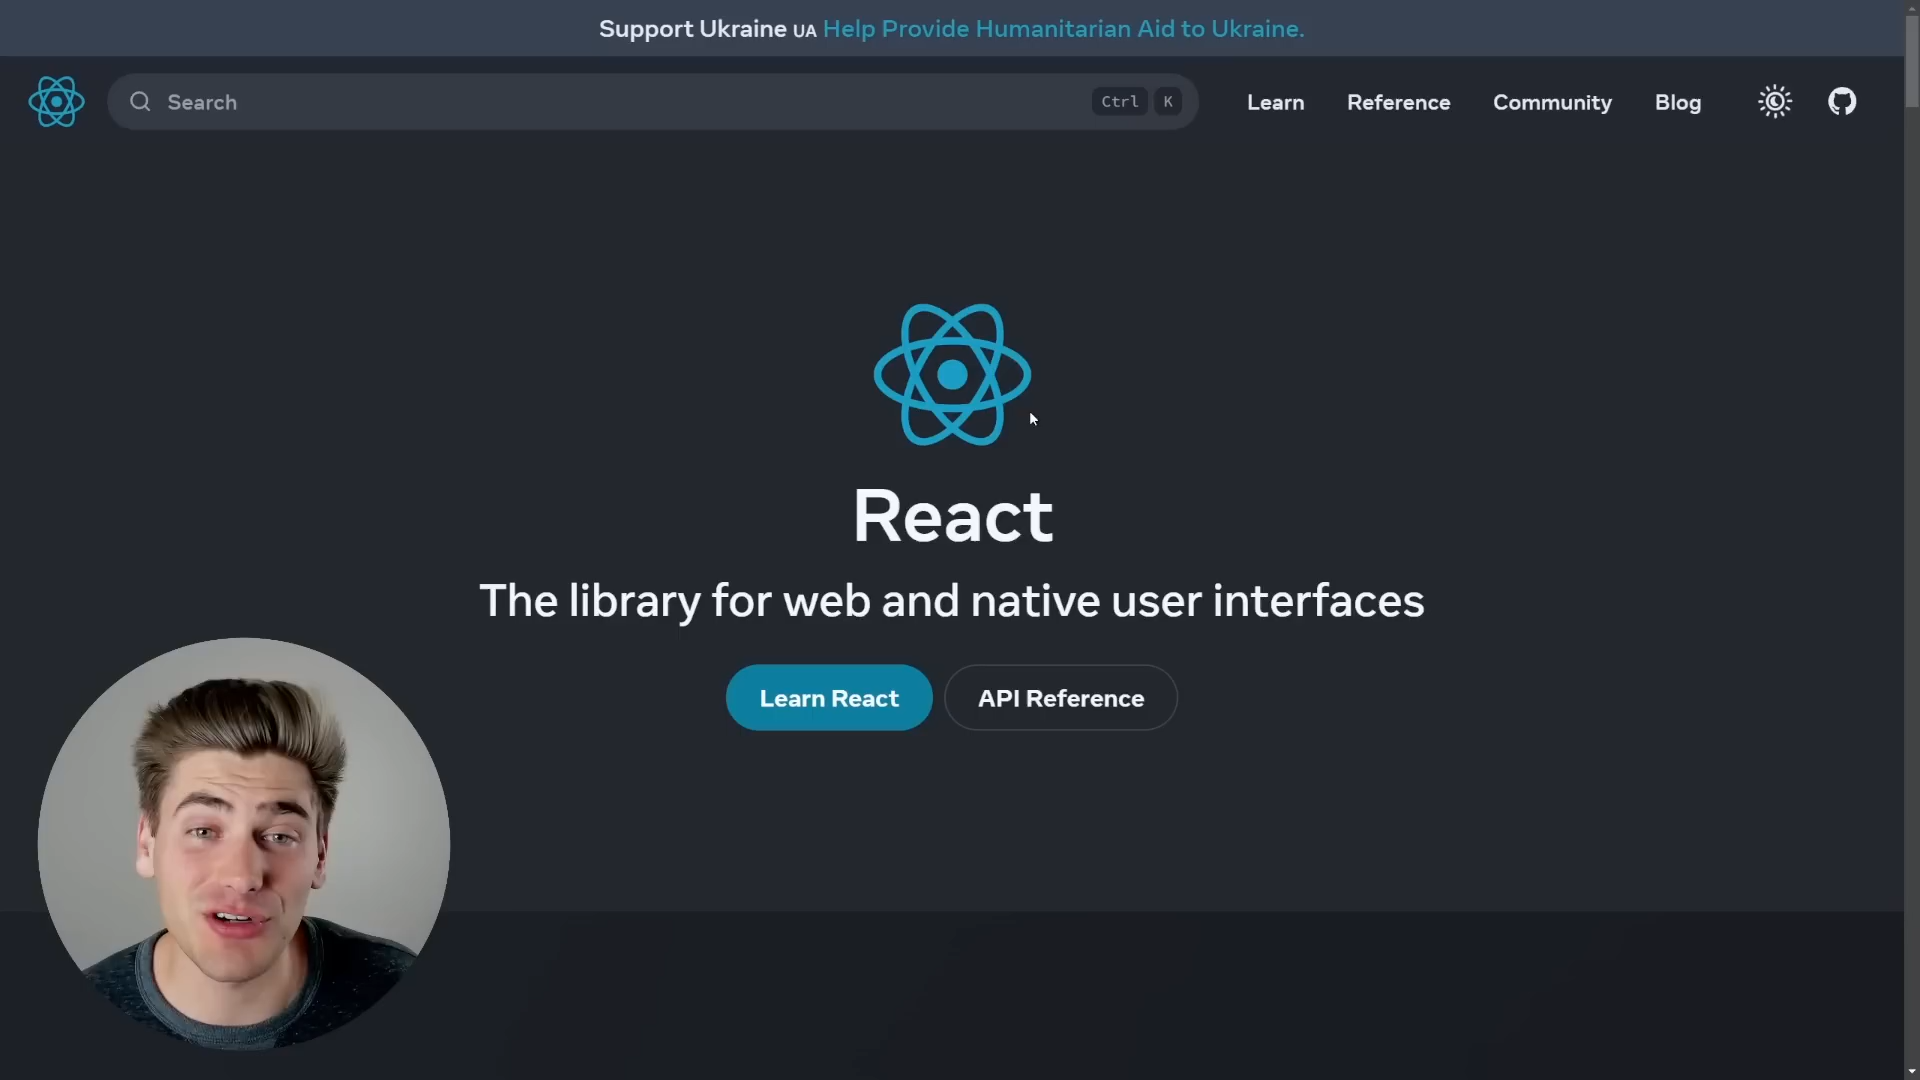 Support Ukraine UA Help Provide Humanitarian Aid to Ukraine.
Search Ctrl K Learn Reference Community Blog
React
The library for web and native user interfaces
Learn React API Reference